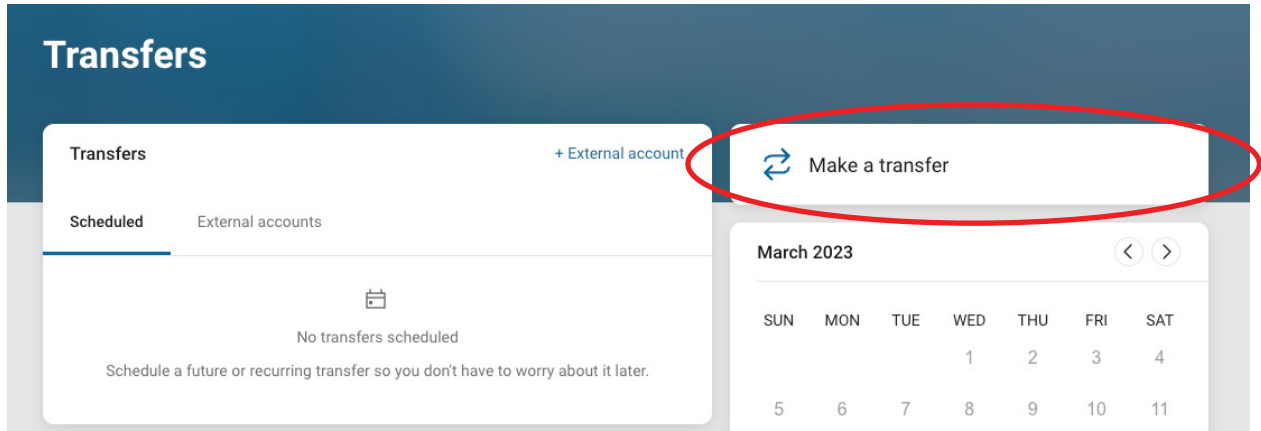 Transfers
Transfers
+ External account
Scheduled External accounts
No transfers scheduled
Schedule a future or recurring transfer so you don't have to worry about it later.
Make a transfer
March 2023
SUN MON TUE WED THU FRI SAT
1 2 3 4
5 6 7 8 9 10 11